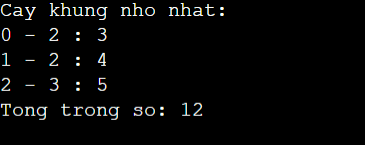 Cay khung nho nhat:
0 - 2 : 3
1 - 2 : 4
2 - 3 : 5
Tong trong so: 12